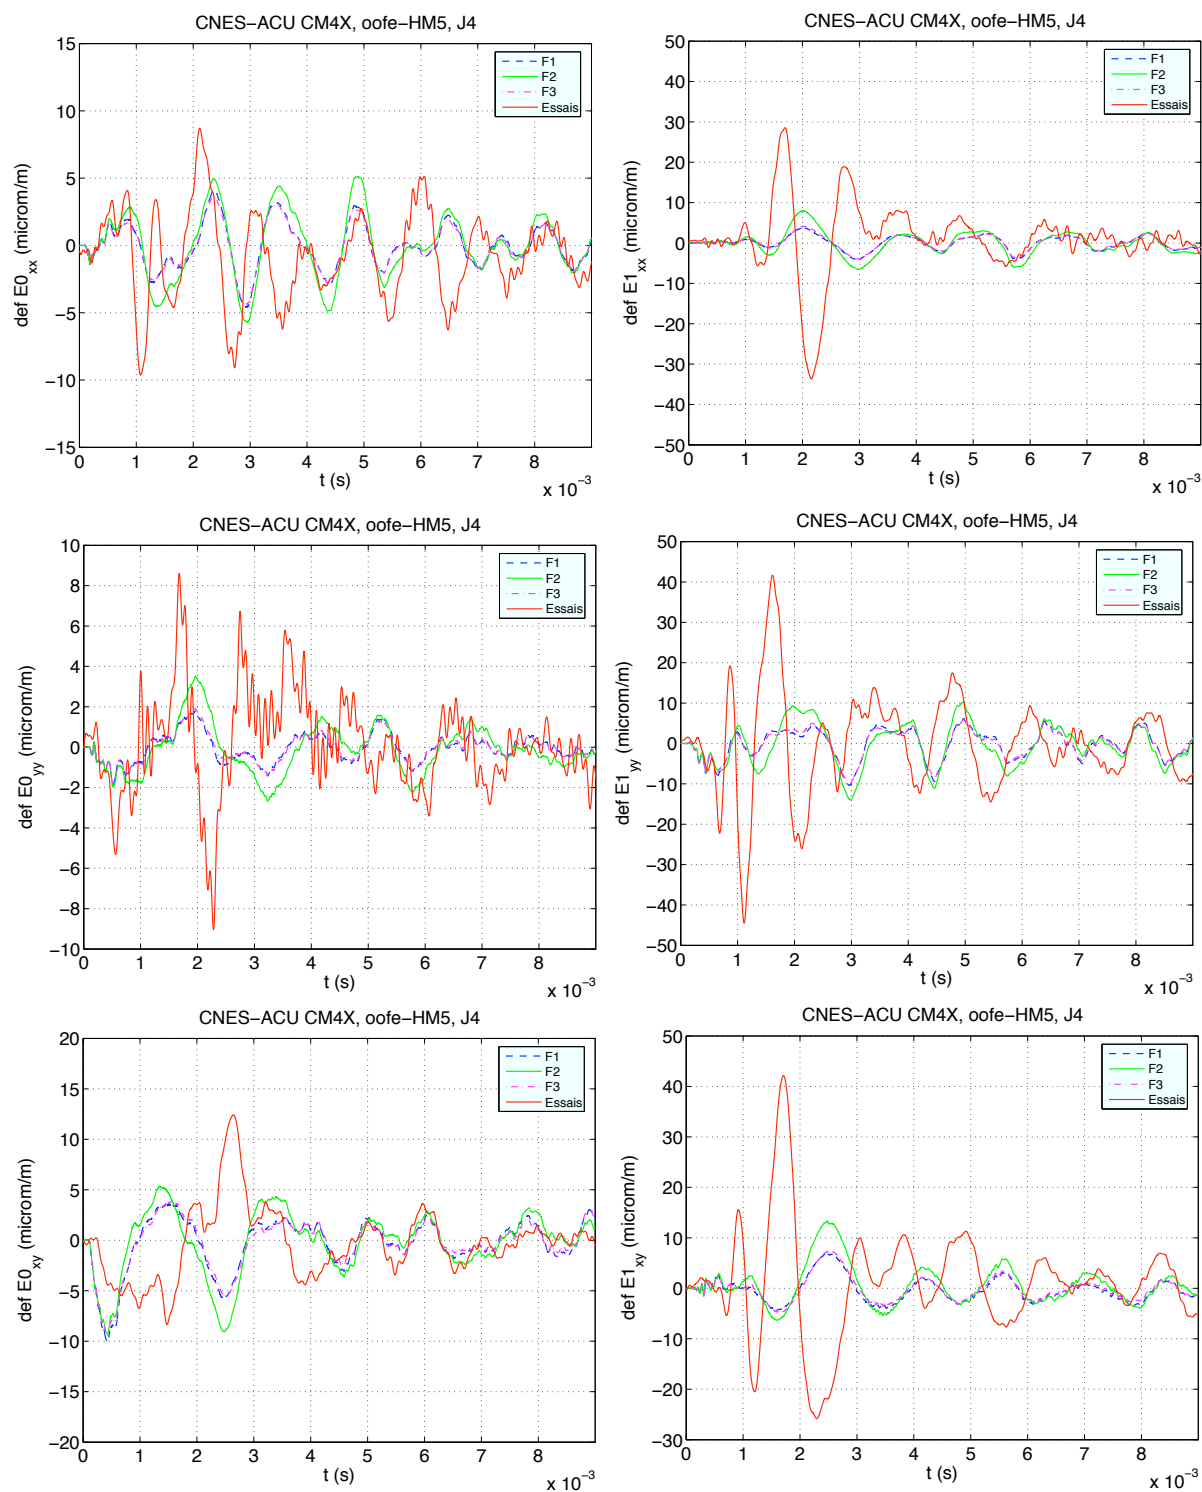 CNES−ACU CM4X, oofe−HM5, J4
15
10
5
0
−5
−10
−15
def E0xx (microm/m)
0 1 2 3 4 5 6 7 8
t (s)
x 10−3
F1
F2
F3
Essais
CNES−ACU CM4X, oofe−HM5, J4
50
40
30
20
10
0
−10
−20
−30
−40
−50
def E1xx (microm/m)
0 1 2 3 4 5 6 7 8
t (s)
x 10−3
F1
F2
F3
Essais
CNES−ACU CM4X, oofe−HM5, J4
10
8
6
4
2
0
−2
−4
−6
−8
−10
def E0yy (microm/m)
0 1 2 3 4 5 6 7 8
t (s)
x 10−3
F1
F2
F3
Essais
CNES−ACU CM4X, oofe−HM5, J4
50
40
30
20
10
0
−10
−20
−30
−40
−50
def E1yy (microm/m)
0 1 2 3 4 5 6 7 8
t (s)
x 10−3
F1
F2
F3
Essais
CNES−ACU CM4X, oofe−HM5, J4
20
15
10
5
0
−5
−10
−15
−20
def E0xy (microm/m)
0 1 2 3 4 5 6 7 8
t (s)
x 10−3
F1
F2
F3
Essais
CNES−ACU CM4X, oofe−HM5, J4
50
40
30
20
10
0
−10
−20
−30
def E1xy (microm/m)
0 1 2 3 4 5 6 7 8
t (s)
x 10−3
F1
F2
F3
Essais